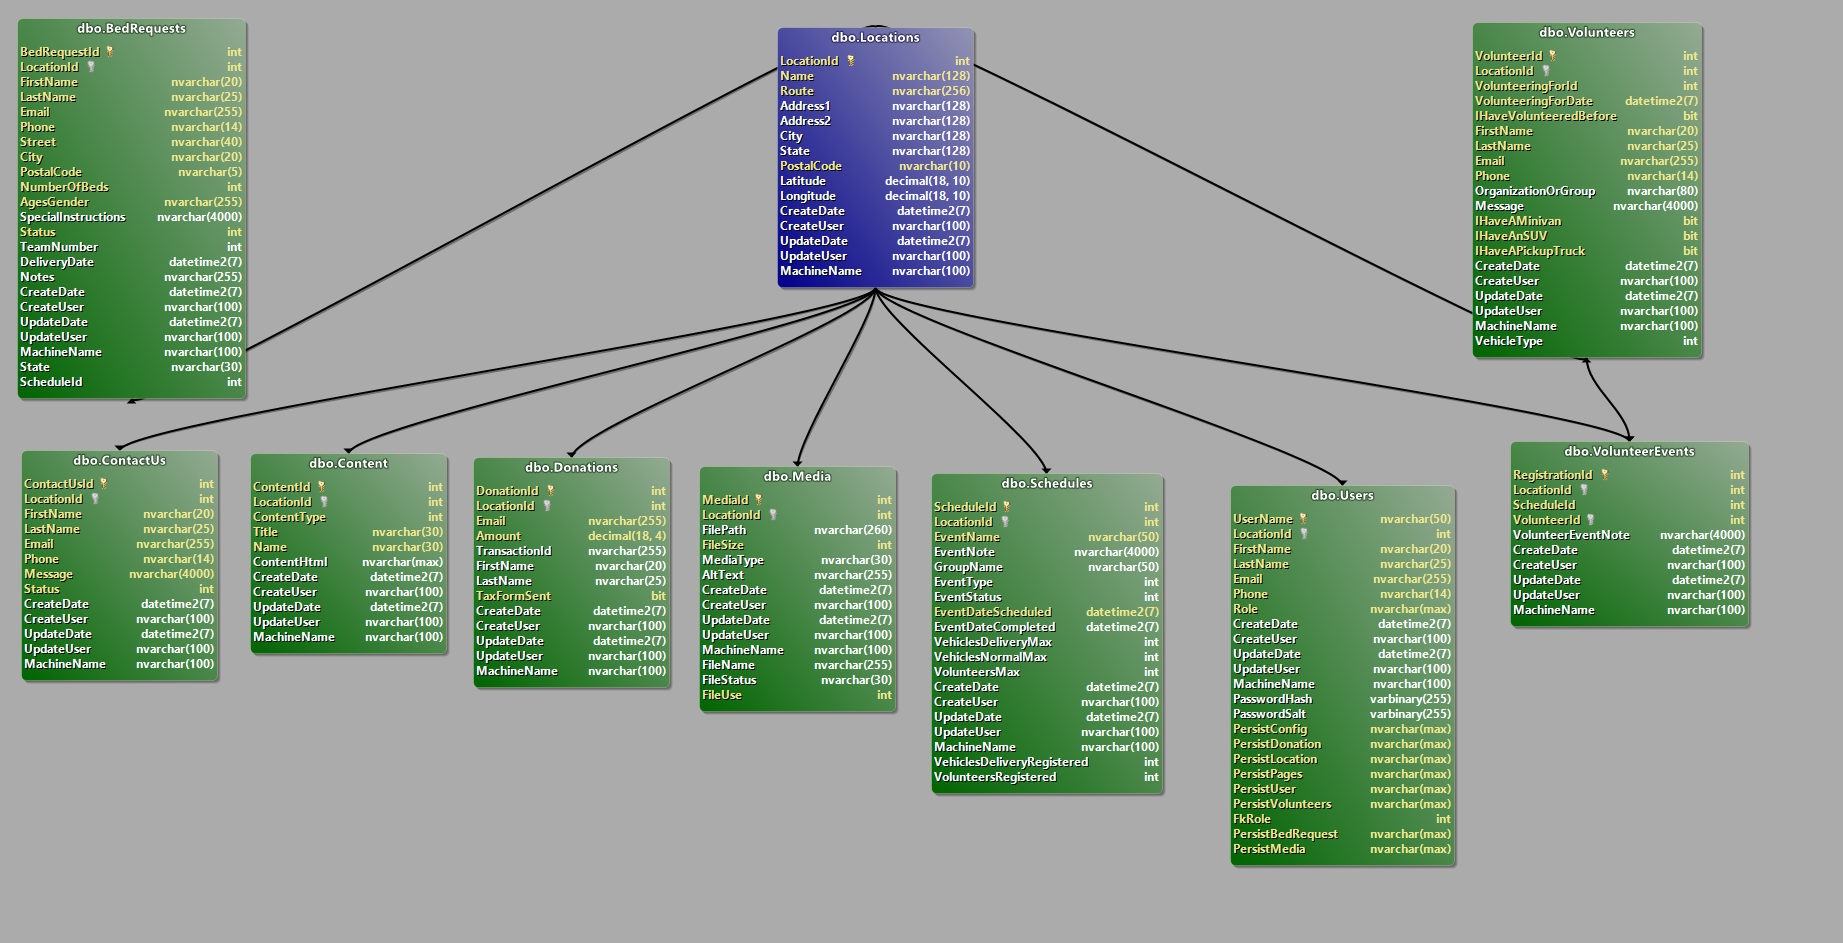 dbo.BedRequests
BedRequestId int
LocationId int
FirstName nvarchar(20)
LastName nvarchar(25)
Email nvarchar(255)
Phone nvarchar(14)
Street nvarchar(40)
City nvarchar(20)
PostalCode nvarchar(5)
NumberOfBeds int
AgesGender nvarchar(255)
SpecialInstructions nvarchar(4000)
Status int
TeamNumber int
DeliveryDate datetime2(7)
Notes nvarchar(255)
CreateDate datetime2(7)
CreateUser nvarchar(100)
UpdateDate datetime2(7)
UpdateUser nvarchar(100)
MachineName nvarchar(100)
State nvarchar(30)
ScheduleId int
dbo.Locations
LocationId int
Name nvarchar(128)
Route nvarchar(256)
Address1 nvarchar(128)
Address2 nvarchar(128)
City nvarchar(128)
State nvarchar(128)
PostalCode nvarchar(10)
Latitude decimal(18, 10)
Longitude decimal(18, 10)
CreateDate datetime2(7)
CreateUser nvarchar(100)
UpdateDate datetime2(7)
UpdateUser nvarchar(100)
MachineName nvarchar(100)
dbo.Volunteers
VolunteerId int
LocationId int
VolunteeringForId int
VolunteeringForDate datetime2(7)
IHaveVolunteeredBefore bit
FirstName nvarchar(20)
LastName nvarchar(25)
Email nvarchar(255)
Phone nvarchar(14)
OrganizationOrGroup nvarchar(80)
Message nvarchar(4000)
IHaveAMinivan bit
IHaveAnSUV bit
IHaveAPickupTruck bit
CreateDate datetime2(7)
CreateUser nvarchar(100)
UpdateDate datetime2(7)
UpdateUser nvarchar(100)
MachineName nvarchar(100)
VehicleType int
dbo.ContactUs
ContactUsId int
LocationId int
FirstName nvarchar(20)
LastName nvarchar(25)
Email nvarchar(255)
Phone nvarchar(14)
Message nvarchar(4000)
Status int
CreateDate datetime2(7)
CreateUser nvarchar(100)
UpdateDate datetime2(7)
UpdateUser nvarchar(100)
MachineName nvarchar(100)
dbo.Content
ContentId int
LocationId int
ContentType int
Title nvarchar(30)
Name nvarchar(30)
ContentHtml nvarchar(max)
CreateDate datetime2(7)
CreateUser nvarchar(100)
UpdateDate datetime2(7)
UpdateUser nvarchar(100)
MachineName nvarchar(100)
dbo.Donations
DonationId int
LocationId int
Email nvarchar(255)
Amount decimal(18, 4)
TransactionId nvarchar(255)
FirstName nvarchar(20)
LastName nvarchar(25)
TaxFormSent bit
CreateDate datetime2(7)
CreateUser nvarchar(100)
UpdateDate datetime2(7)
UpdateUser nvarchar(100)
MachineName nvarchar(100)
dbo.Media
MediaId int
LocationId int
FilePath nvarchar(260)
FileSize int
MediaType nvarchar(30)
AltText nvarchar(255)
CreateDate datetime2(7)
CreateUser nvarchar(100)
UpdateDate datetime2(7)
UpdateUser nvarchar(100)
MachineName nvarchar(100)
FileName nvarchar(255)
FileStatus nvarchar(30)
FileUse int
dbo.Schedules
ScheduleId int
LocationId int
EventName nvarchar(50)
EventNote nvarchar(4000)
GroupName nvarchar(50)
EventType int
EventStatus int
EventDateScheduled datetime2(7)
EventDateCompleted datetime2(7)
VehiclesDeliveryMax int
VehiclesNormalMax int
VolunteersMax int
CreateDate datetime2(7)
CreateUser nvarchar(100)
UpdateDate datetime2(7)
UpdateUser nvarchar(100)
MachineName nvarchar(100)
VehiclesDeliveryRegistered int
VolunteersRegistered int
dbo.Users
UserName nvarchar(50)
LocationId int
FirstName nvarchar(20)
LastName nvarchar(25)
Email nvarchar(255)
Phone nvarchar(14)
Role nvarchar(max)
CreateDate datetime2(7)
CreateUser nvarchar(100)
UpdateDate datetime2(7)
UpdateUser nvarchar(100)
MachineName nvarchar(100)
PasswordHash varbinary(255)
PasswordSalt varbinary(255)
PersistConfig nvarchar(max)
PersistDonation nvarchar(max)
PersistLocation nvarchar(max)
PersistPages nvarchar(max)
PersistUser nvarchar(max)
PersistVolunteers nvarchar(max)
FkRole int
PersistBedRequest nvarchar(max)
PersistMedia nvarchar(max)
dbo.VolunteerEvents
RegistrationId int
LocationId int
ScheduleId int
VolunteerId int
VolunteerEventNote nvarchar(4000)
CreateDate datetime2(7)
CreateUser nvarchar(100)
UpdateDate datetime2(7)
UpdateUser nvarchar(100)
MachineName nvarchar(100)